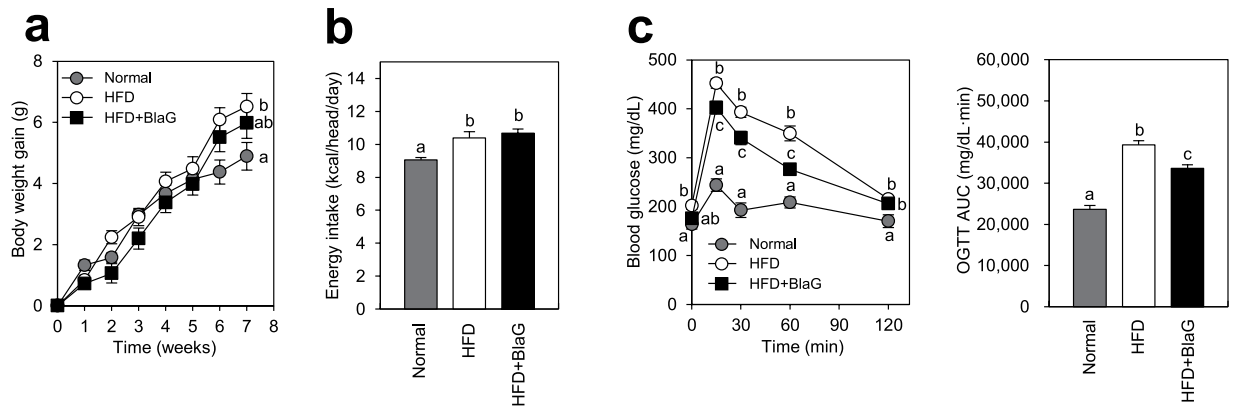 a
8
6
4
2
0
Body weight gain (g)
Normal
HFD
HFD+BlaG
b
ab
a
0 1 2 3 4 5 6 7 8
Time (weeks)
b
14
12
10
8
6
4
2
0
Energy intake (kcal/head/day)
a
b
b
Normal
HFD
HFD+BlaG
c
500
400
300
200
100
0
Blood glucose (mg/dL)
b
b
b
b
b
c
c
c
b
ab
a
a
a
a
a
Normal
HFD
HFD+BlaG
0 30 60 90 120
Time (min)
60,000
50,000
40,000
30,000
20,000
10,000
0
OGTT AUC (mg/dL·min)
a
b
c
Normal
HFD
HFD+BlaG